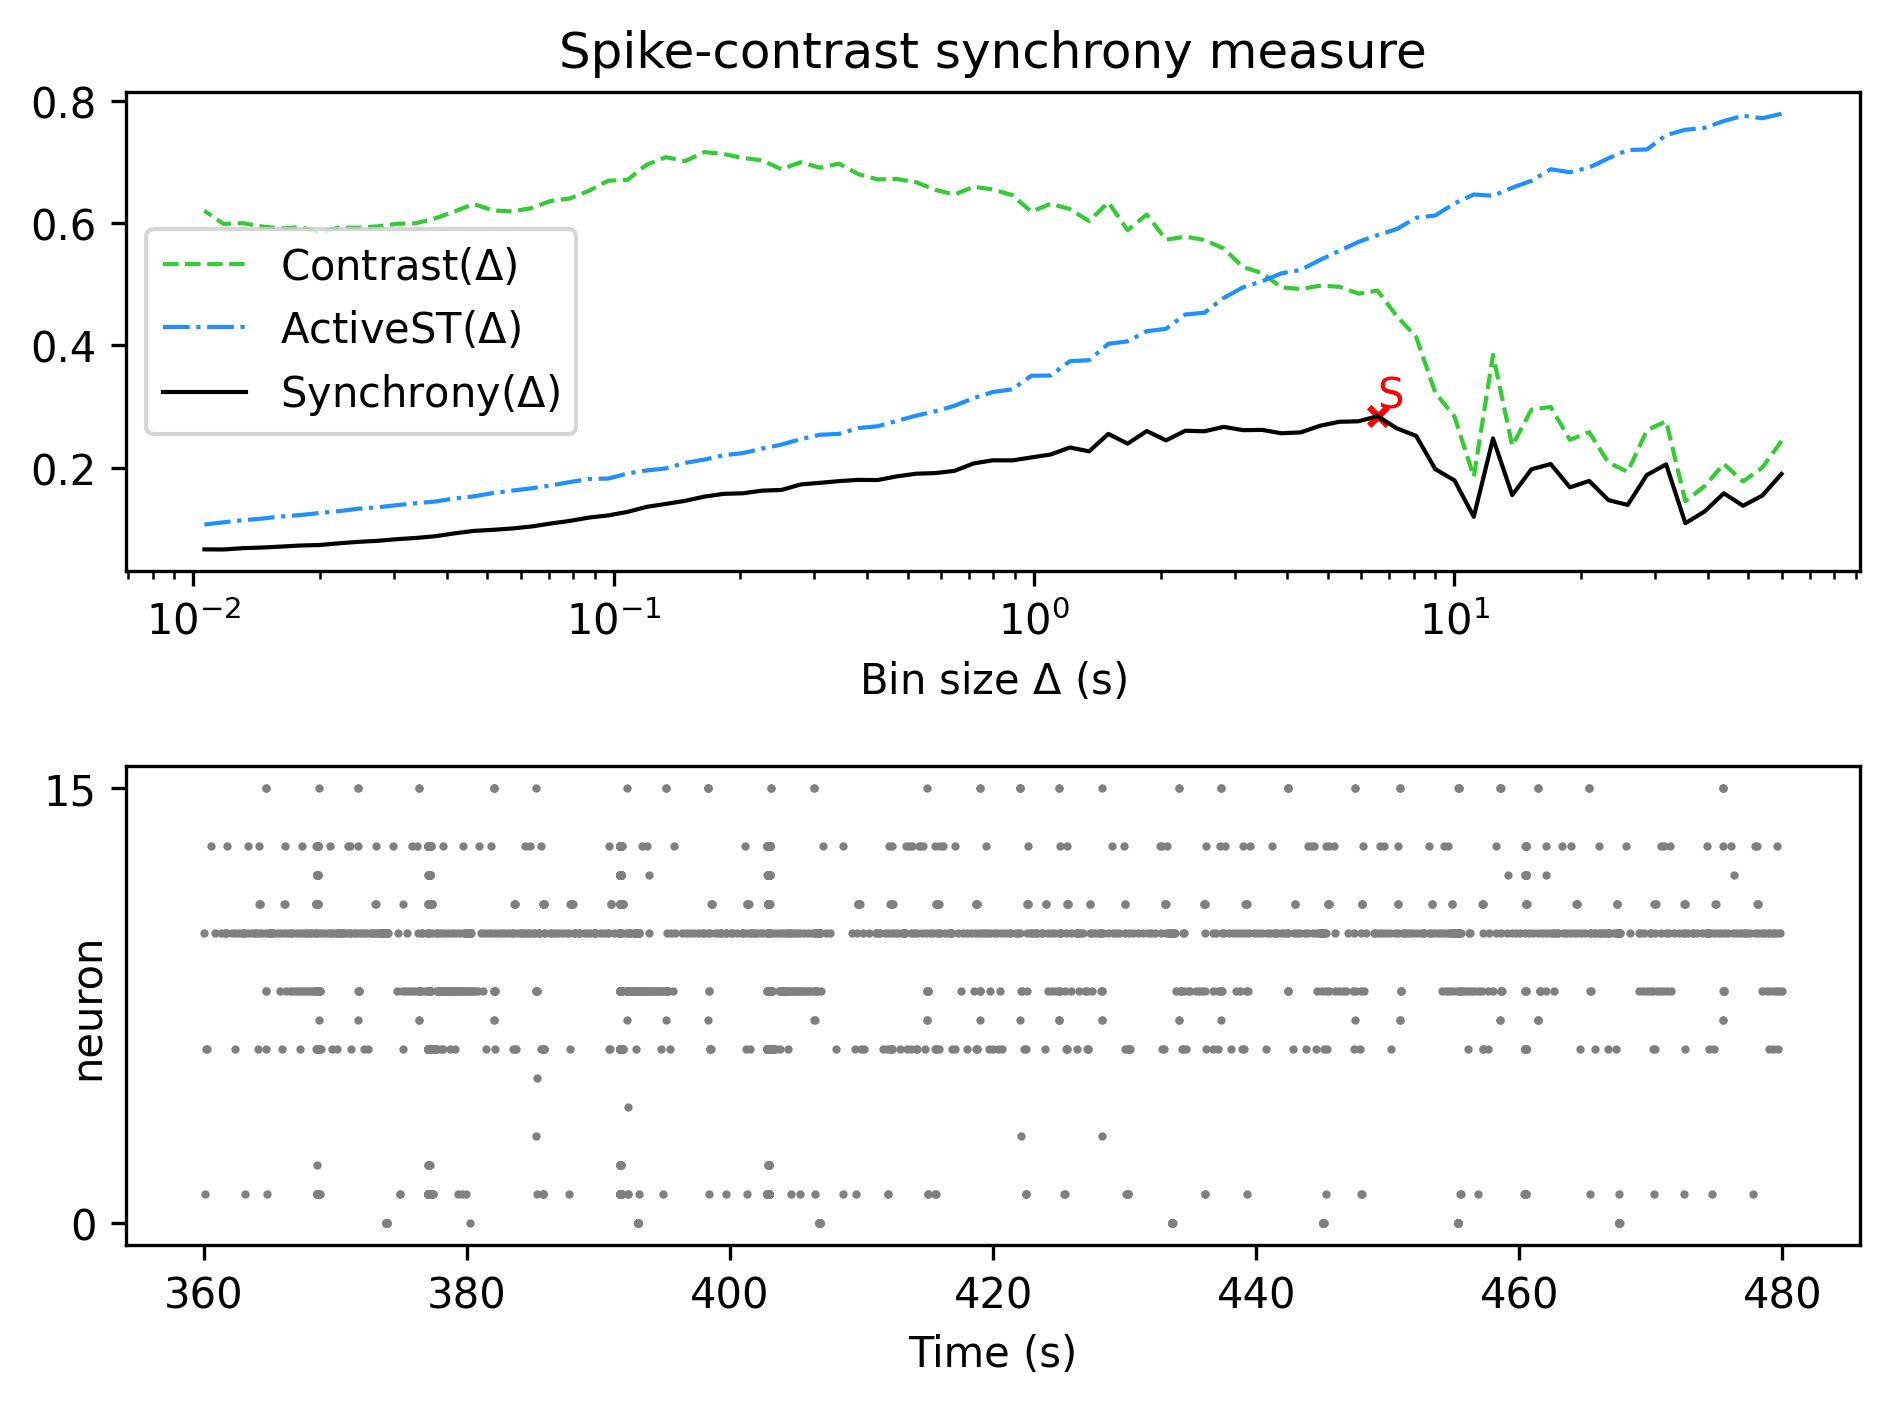 Spike-contrast synchrony measure
0.8
0.6
0.4
0.2
Contrast(Δ)
ActiveST(Δ)
Synchrony(Δ)
S
10⁻² 10⁻¹ 10⁰ 10¹
Bin size Δ (s)
15
neuron
0
360 380 400 420 440 460 480
Time (s)